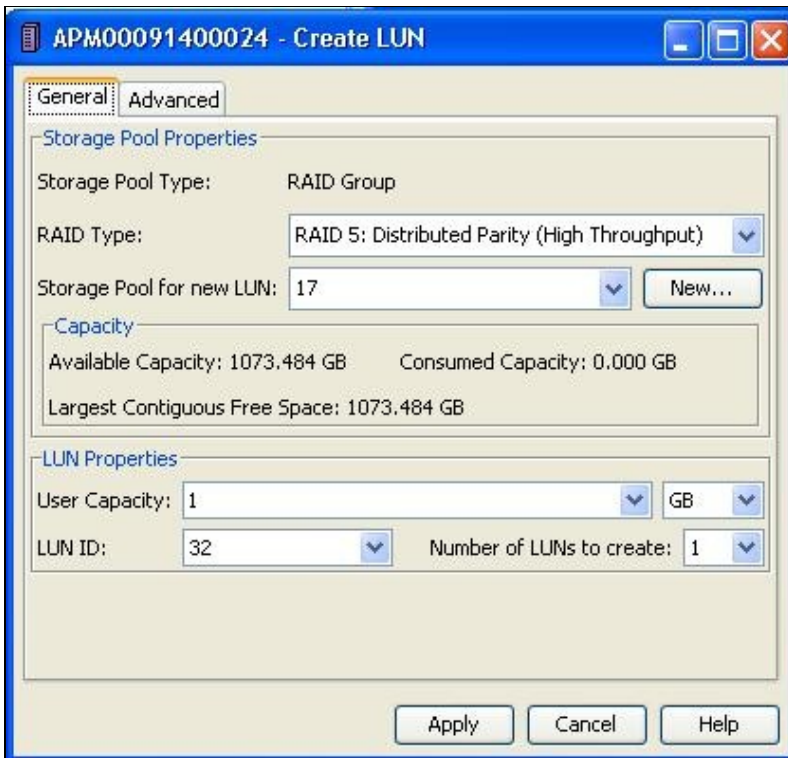 APM00091400024 - Create LUN
General Advanced
Storage Pool Properties
Storage Pool Type: RAID Group
RAID Type: RAID 5: Distributed Parity (High Throughput)
Storage Pool for new LUN: 17 New...
Capacity
Available Capacity: 1073.484 GB Consumed Capacity: 0.000 GB
Largest Contiguous Free Space: 1073.484 GB
LUN Properties
User Capacity: 1 GB
LUN ID: 32 Number of LUNs to create: 1
Apply Cancel Help